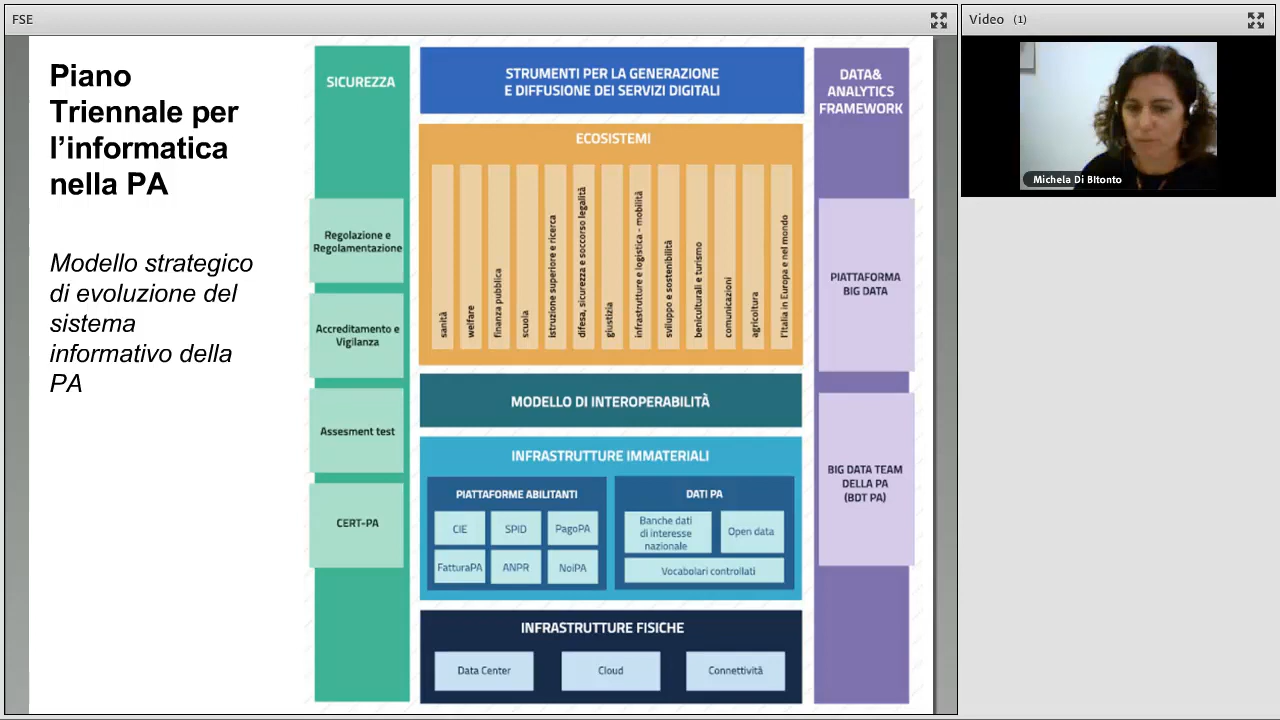 FSE
Video (1)
Michela Di BItonto
Piano
Triennale per
l'informatica
nella PA
Modello strategico
di evoluzione del
sistema
informativo della
PA
SICUREZZA
Regolazione e
Regolamentazione
Accreditamento e
Vigilanza
Assesment test
CERT-PA
STRUMENTI PER LA GENERAZIONE
E DIFFUSIONE DEI SERVIZI DIGITALI
ECOSISTEMI
sanità
welfare
finanza pubblica
scuola
istruzione superiore e ricerca
difesa, sicurezza e soccorso legalità
giustizia
infrastrutture e logistica - mobilità
sviluppo e sostenibilità
beniculturali e turismo
comunicazioni
agricoltura
l'Italia in Europa e nel mondo
MODELLO DI INTEROPERABILITÀ
INFRASTRUTTURE IMMATERIALI
PIATTAFORME ABILITANTI
CIE
SPID
PagoPA
FatturaPA
ANPR
NoiPA
DATI PA
Banche dati
di interesse
nazionale
Open data
Vocabolari controllati
INFRASTRUTTURE FISICHE
Data Center
Cloud
Connettività
DATA&
ANALYTICS
FRAMEWORK
PIATTAFORMA
BIG DATA
BIG DATA TEAM
DELLA PA
(BDT PA)